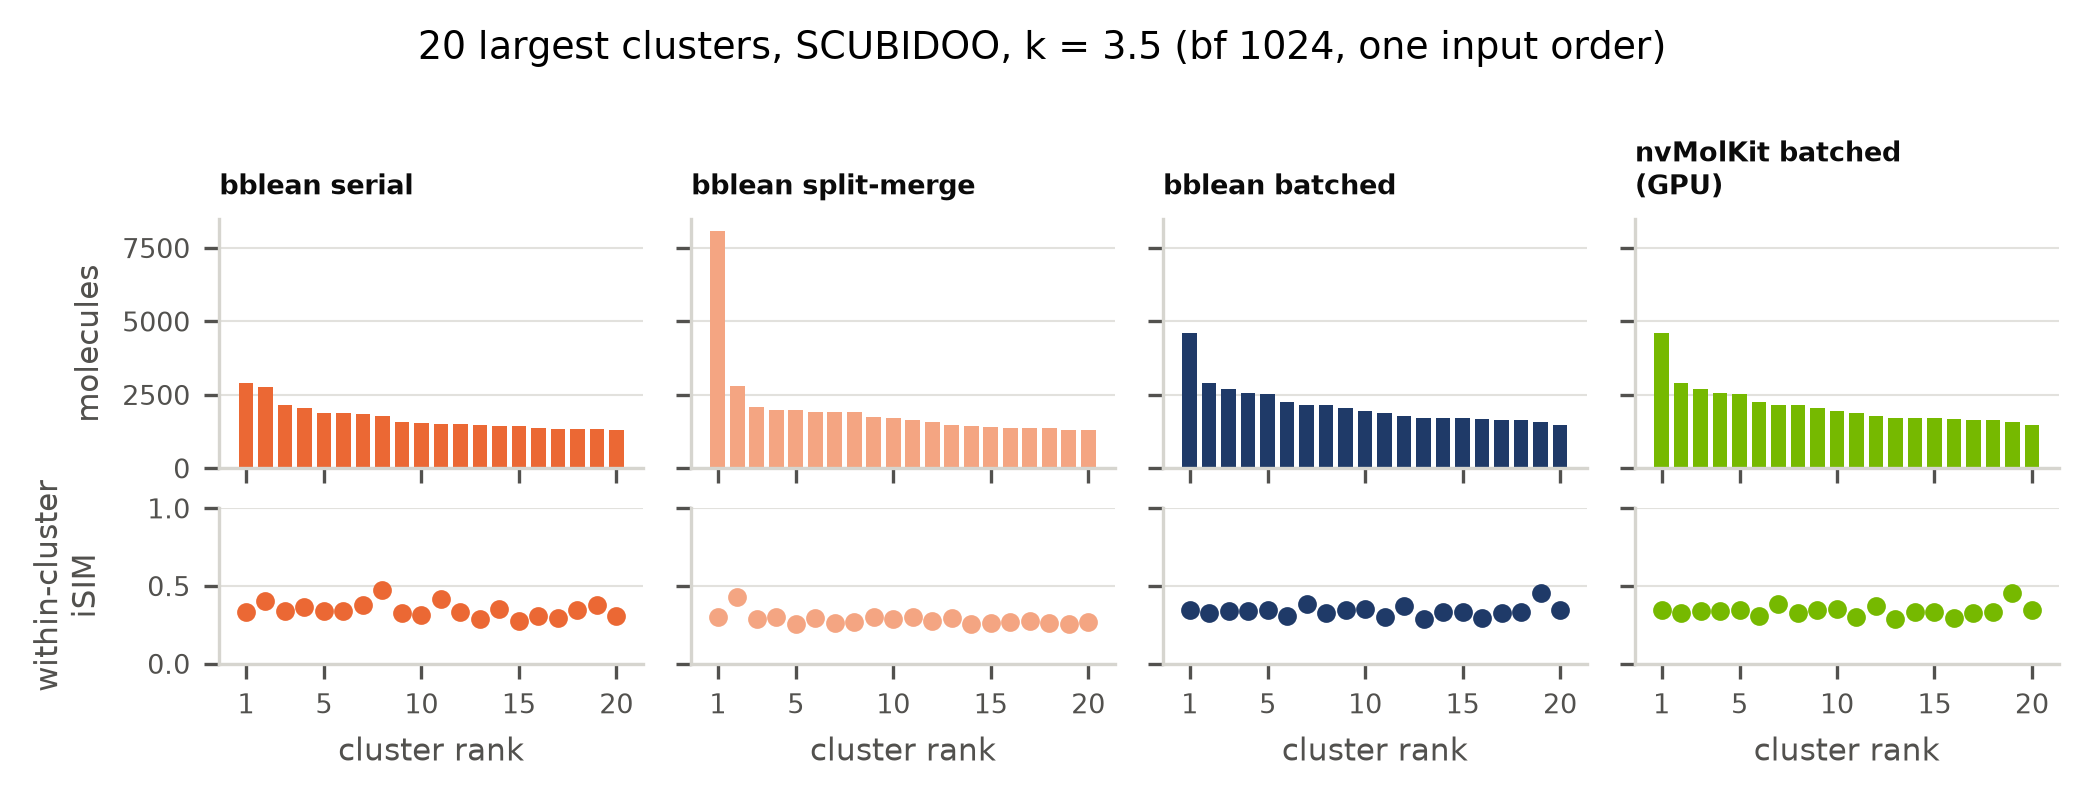 20 largest clusters, SCUBIDOO, k = 3.5 (bf 1024, one input order)
bblean serial
bblean split-merge
bblean batched
nvMolKit batched
(GPU)
molecules
7500
5000
2500
0
within-cluster
iSIM
1.0
0.5
0.0
1 5 10 15 20
1 5 10 15 20
1 5 10 15 20
1 5 10 15 20
cluster rank
cluster rank
cluster rank
cluster rank